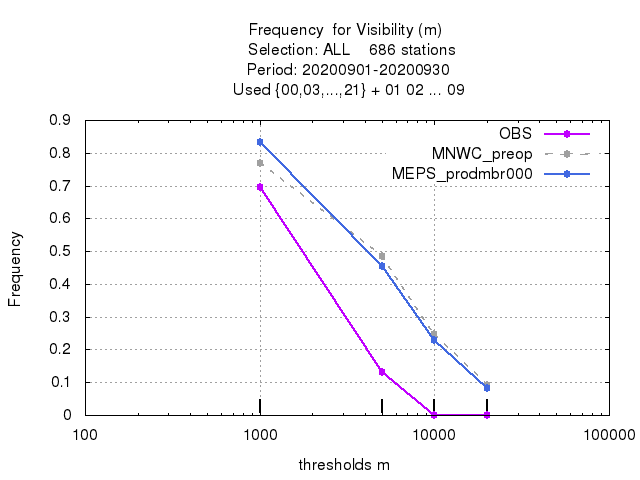 Frequency  for Visibility (m)
Selection: ALL    686 stations
Period: 20200901-20200930
Used {00,03,...,21} + 01 02 ... 09
OBS
MNWC_preop
MEPS_prodmbr000
Frequency
0.9
0.8
0.7
0.6
0.5
0.4
0.3
0.2
0.1
0
100
1000
10000
100000
thresholds m